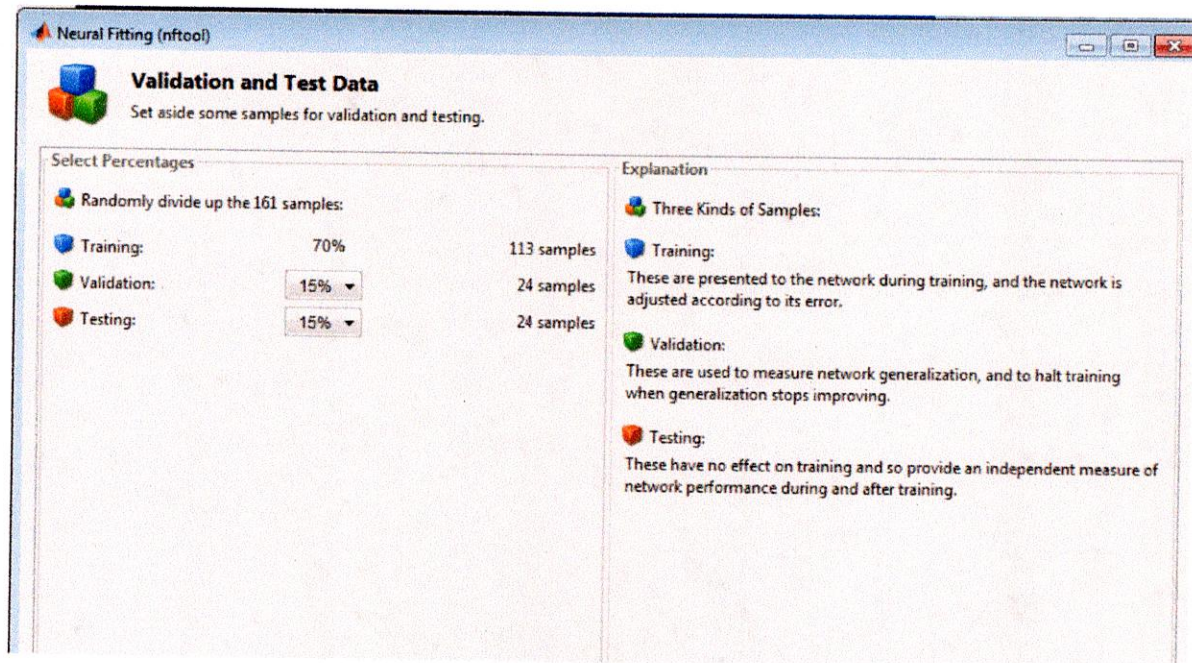 Neural Fitting (nftool)
Validation and Test Data
Set aside some samples for validation and testing.
Select Percentages
Randomly divide up the 161 samples:
Training: 70% 113 samples
Validation: 15% 24 samples
Testing: 15% 24 samples
Explanation
Three Kinds of Samples:
Training:
These are presented to the network during training, and the network is
adjusted according to its error.
Validation:
These are used to measure network generalization, and to halt training
when generalization stops improving.
Testing:
These have no effect on training and so provide an independent measure of
network performance during and after training.